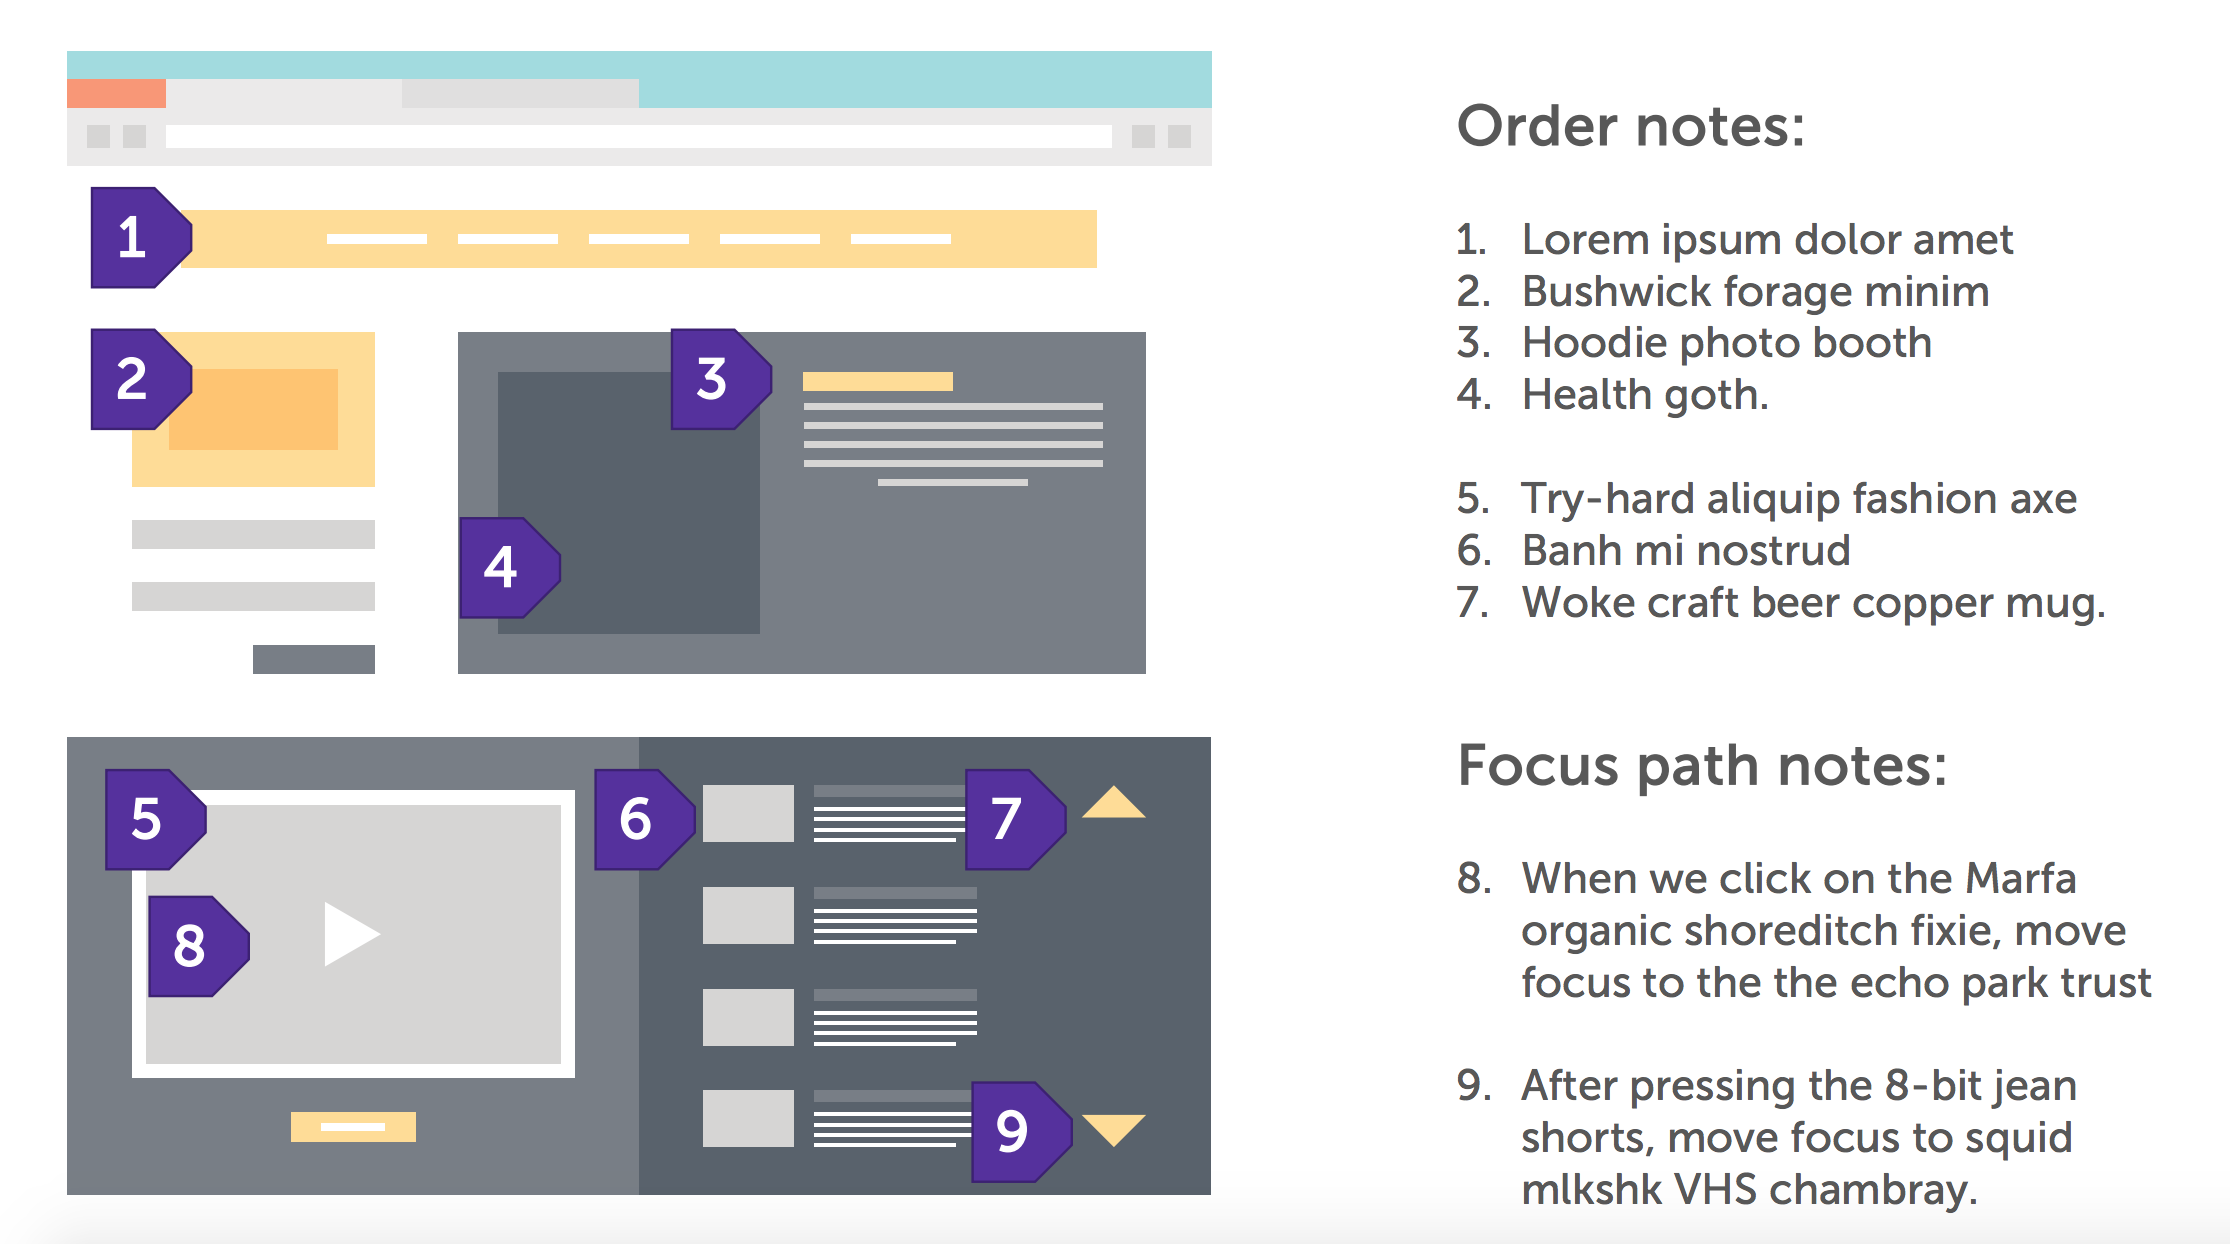 1
2
3
4
5
6
7
8
9
Order notes:
1. Lorem ipsum dolor amet
2. Bushwick forage minim
3. Hoodie photo booth
4. Health goth.
5. Try-hard aliquip fashion axe
6. Banh mi nostrud
7. Woke craft beer copper mug.
Focus path notes:
8. When we click on the Marfa
organic shoreditch fixie, move
focus to the the echo park trust
9. After pressing the 8-bit jean
shorts, move focus to squid
mlkshk VHS chambray.